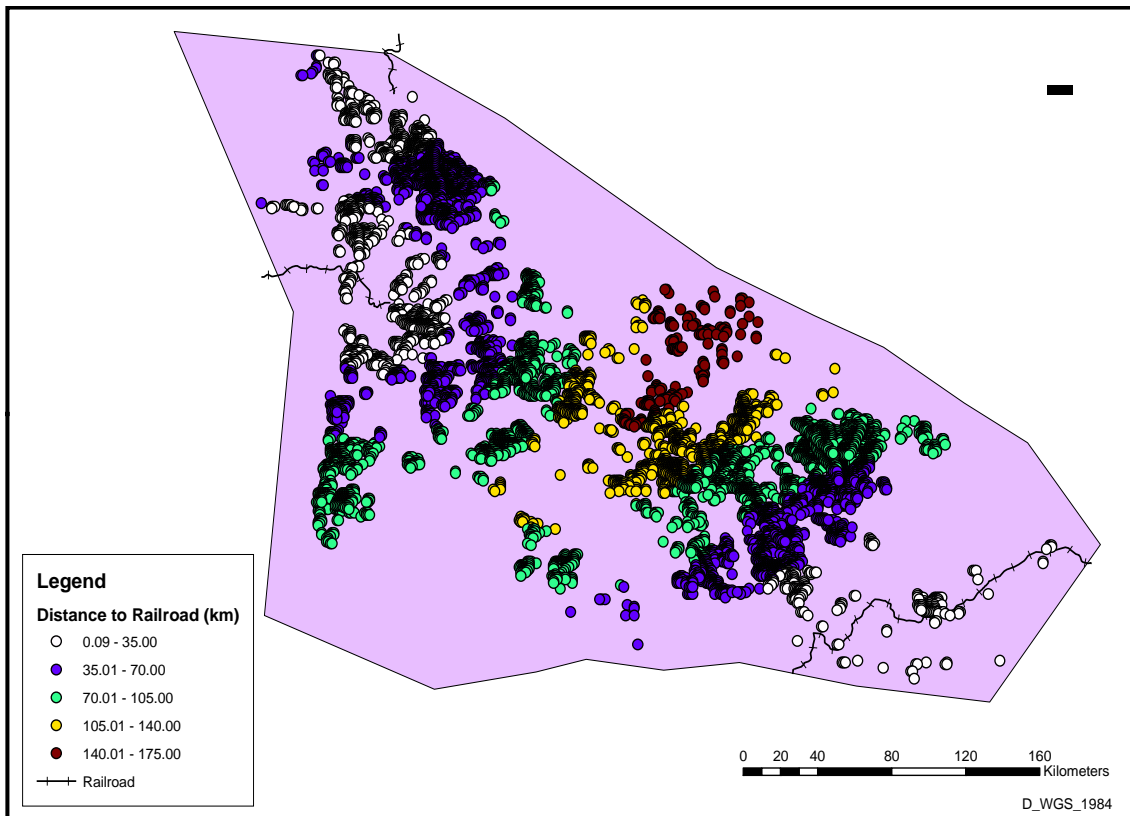 Legend
Distance to Railroad (km)
0.09 - 35.00
35.01 - 70.00
70.01 - 105.00
105.01 - 140.00
140.01 - 175.00
Railroad
0 20 40 80 120 160
Kilometers
D_WGS_1984